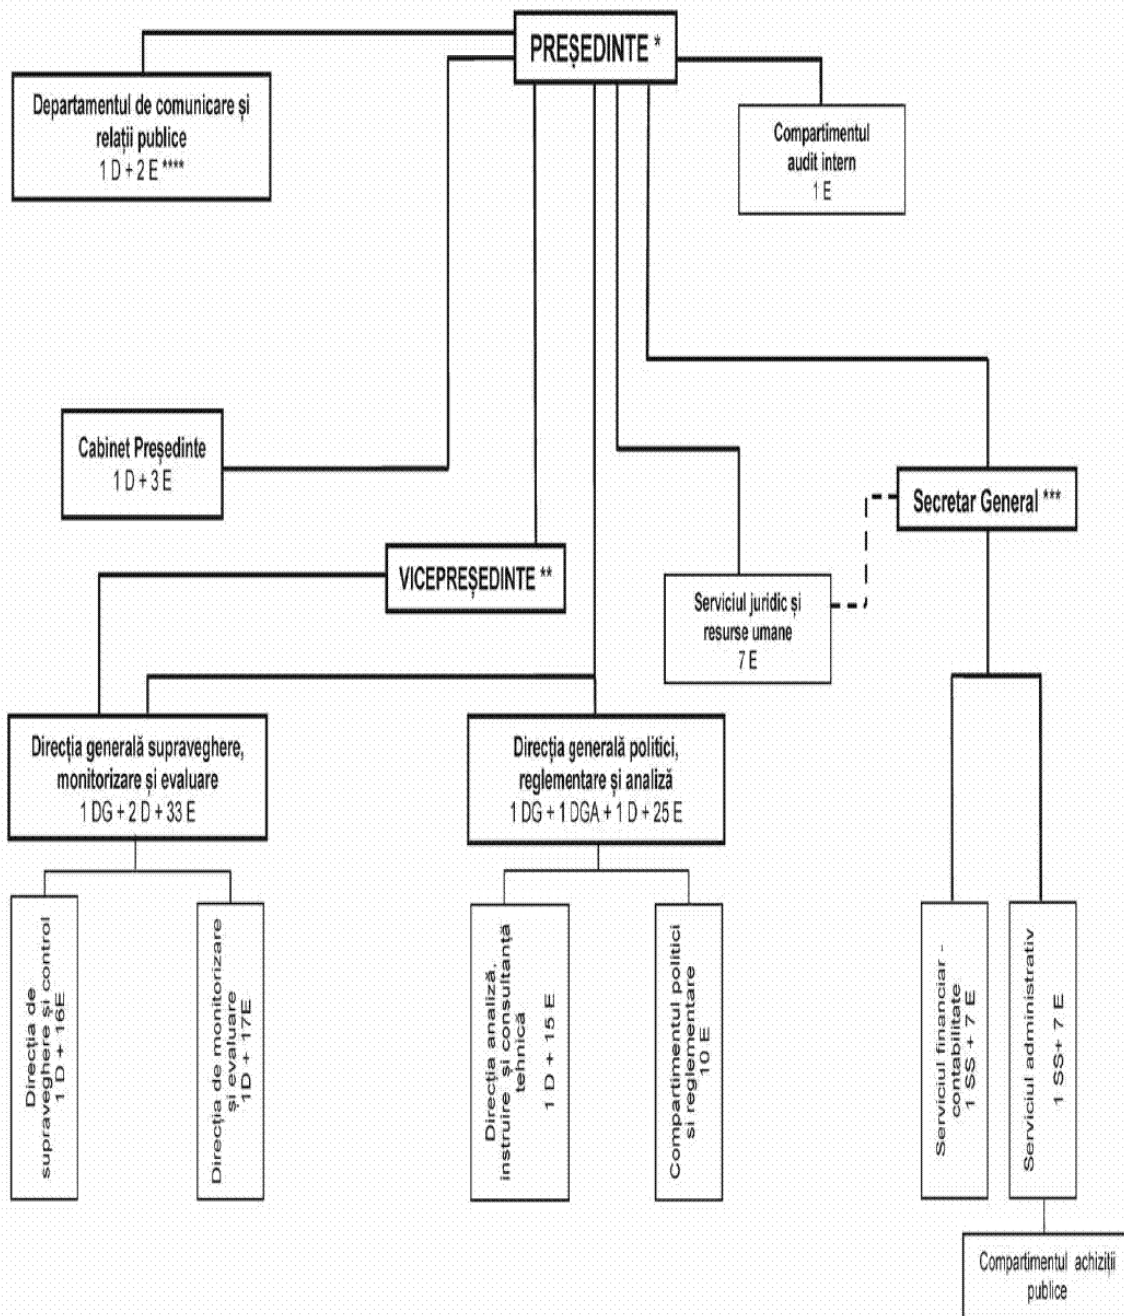 PREȘEDINTE *
Departamentul de comunicare și
relații publice
1 D + 2 E ****
Compartimentul
audit intern
1 E
Cabinet Președinte
1 D + 3 E
Secretar General ***
VICEPREȘEDINTE **
Serviciul juridic și
resurse umane
7 E
Direcția generală supraveghere,
monitorizare și evaluare
1 DG + 2 D + 33 E
Direcția generală politici,
reglementare și analiză
1 DG + 1 DGA + 1 D + 25 E
Direcția de
supraveghere și control
1 D + 16E
Direcția de monitorizare
și evaluare
1D + 17E
Direcția analiză,
instruire și consultanță
tehnică
1 D + 15 E
Compartimentul politici
si reglementare
10 E
Serviciul financiar -
contabilitate
1 SS + 7 E
Serviciul administrativ
1 SS+ 7 E
Compartimentul achiziții
publice